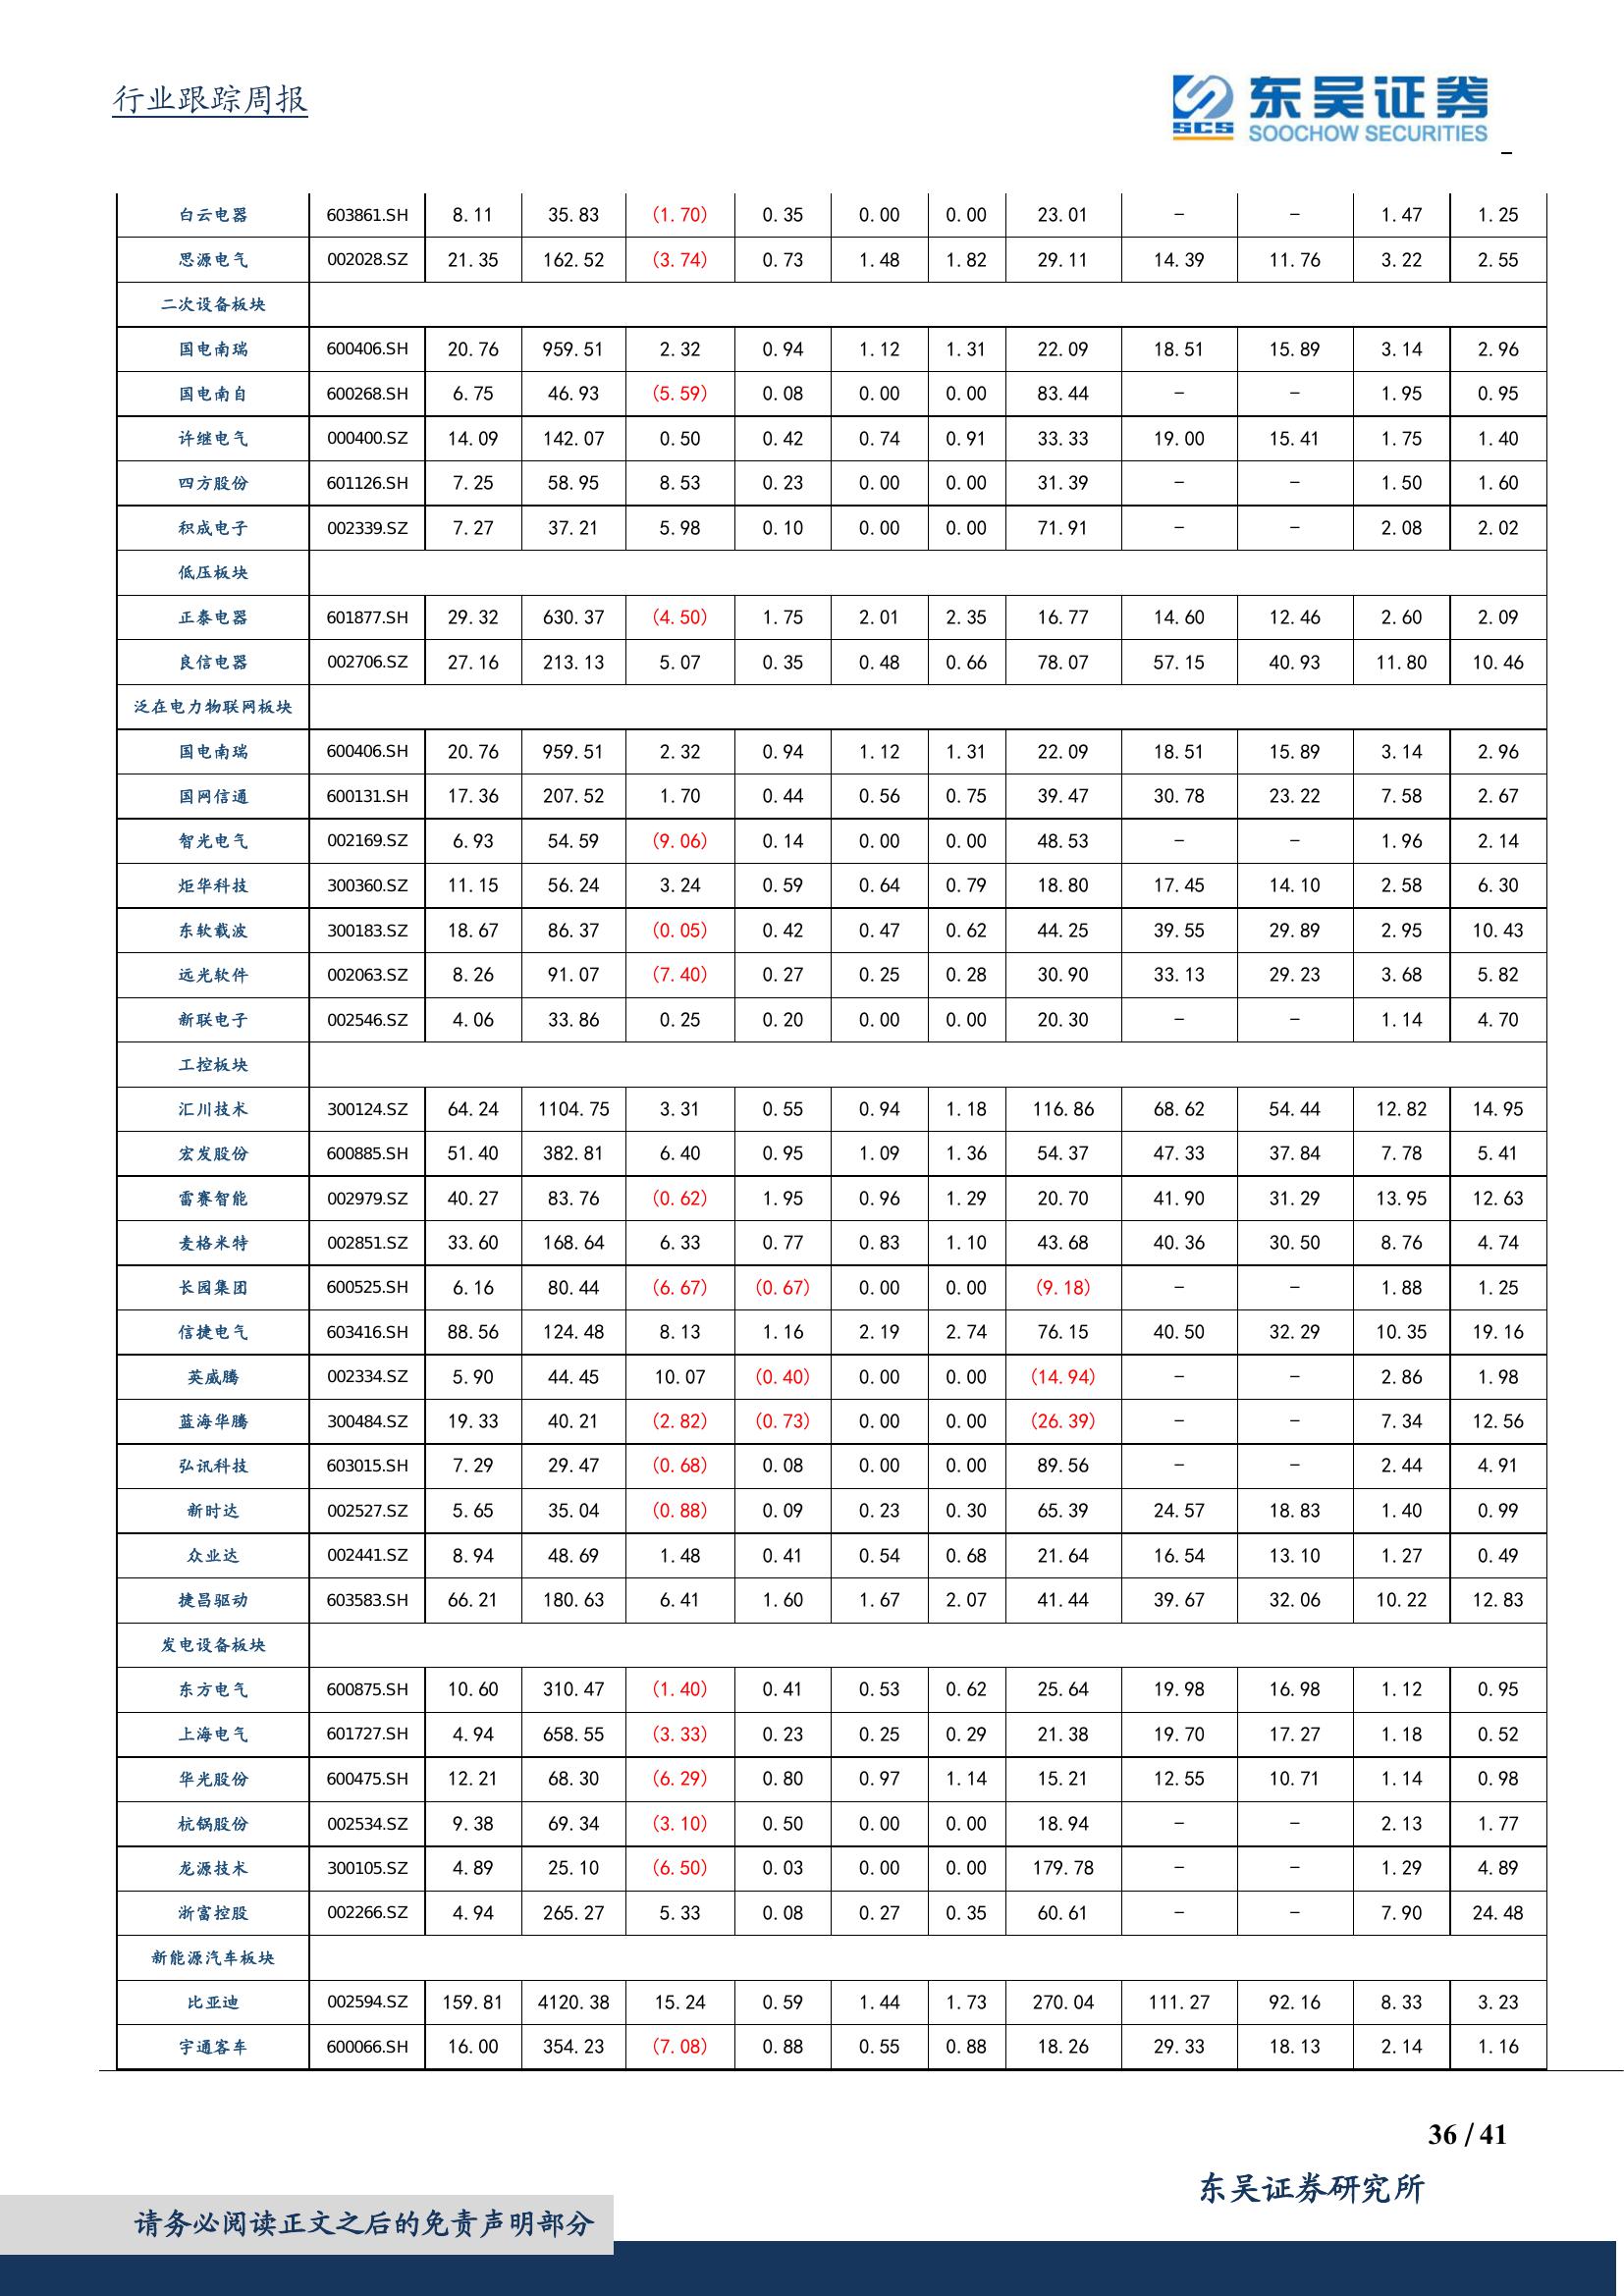 行业跟踪周报
SCS 东吴证券
SOOCHOW SECURITIES
白云电器 603861.SH 8.11 35.83 (1.70) 0.35 0.00 0.00 23.01 - - 1.47 1.25
思源电气 002028.SZ 21.35 162.52 (3.74) 0.73 1.48 1.82 29.11 14.39 11.76 3.22 2.55
二次设备板块
国电南瑞 600406.SH 20.76 959.51 2.32 0.94 1.12 1.31 22.09 18.51 15.89 3.14 2.96
国电南自 600268.SH 6.75 46.93 (5.59) 0.08 0.00 0.00 83.44 - - 1.95 0.95
许继电气 000400.SZ 14.09 142.07 0.50 0.42 0.74 0.91 33.33 19.00 15.41 1.75 1.40
四方股份 601126.SH 7.25 58.95 8.53 0.23 0.00 0.00 31.39 - - 1.50 1.60
积成电子 002339.SZ 7.27 37.21 5.98 0.10 0.00 0.00 71.91 - - 2.08 2.02
低压板块
正泰电器 601877.SH 29.32 630.37 (4.50) 1.75 2.01 2.35 16.77 14.60 12.46 2.60 2.09
良信电器 002706.SZ 27.16 213.13 5.07 0.35 0.48 0.66 78.07 57.15 40.93 11.80 10.46
泛在电力物联网板块
国电南瑞 600406.SH 20.76 959.51 2.32 0.94 1.12 1.31 22.09 18.51 15.89 3.14 2.96
国网信通 600131.SH 17.36 207.52 1.70 0.44 0.56 0.75 39.47 30.78 23.22 7.58 2.67
智光电气 002169.SZ 6.93 54.59 (9.06) 0.14 0.00 0.00 48.53 - - 1.96 2.14
炬华科技 300360.SZ 11.15 56.24 3.24 0.59 0.64 0.79 18.80 17.45 14.10 2.58 6.30
东软载波 300183.SZ 18.67 86.37 (0.05) 0.42 0.47 0.62 44.25 39.55 29.89 2.95 10.43
远光软件 002063.SZ 8.26 91.07 (7.40) 0.27 0.25 0.28 30.90 33.13 29.23 3.68 5.82
新联电子 002546.SZ 4.06 33.86 0.25 0.20 0.00 0.00 20.30 - - 1.14 4.70
工控板块
汇川技术 300124.SZ 64.24 1104.75 3.31 0.55 0.94 1.18 116.86 68.62 54.44 12.82 14.95
宏发股份 600885.SH 51.40 382.81 6.40 0.95 1.09 1.36 54.37 47.33 37.84 7.78 5.41
雷赛智能 002979.SZ 40.27 83.76 (0.62) 1.95 0.96 1.29 20.70 41.90 31.29 13.95 12.63
麦格米特 002851.SZ 33.60 168.64 6.33 0.77 0.83 1.10 43.68 40.36 30.50 8.76 4.74
长园集团 600525.SH 6.16 80.44 (6.67) (0.67) 0.00 0.00 (9.18) - - 1.88 1.25
信捷电气 603416.SH 88.56 124.48 8.13 1.16 2.19 2.74 76.15 40.50 32.29 10.35 19.16
英威腾 002334.SZ 5.90 44.45 10.07 (0.40) 0.00 0.00 (14.94) - - 2.86 1.98
蓝海华腾 300484.SZ 19.33 40.21 (2.82) (0.73) 0.00 0.00 (26.39) - - 7.34 12.56
弘讯科技 603015.SH 7.29 29.47 (0.68) 0.08 0.00 0.00 89.56 - - 2.44 4.91
新时达 002527.SZ 5.65 35.04 (0.88) 0.09 0.23 0.30 65.39 24.57 18.83 1.40 0.99
众业达 002441.SZ 8.94 48.69 1.48 0.41 0.54 0.68 21.64 16.54 13.10 1.27 0.49
捷昌驱动 603583.SH 66.21 180.63 6.41 1.60 1.67 2.07 41.44 39.67 32.06 10.22 12.83
发电设备板块
东方电气 600875.SH 10.60 310.47 (1.40) 0.41 0.53 0.62 25.64 19.98 16.98 1.12 0.95
上海电气 601727.SH 4.94 658.55 (3.33) 0.23 0.25 0.29 21.38 19.70 17.27 1.18 0.52
华光股份 600475.SH 12.21 68.30 (6.29) 0.80 0.97 1.14 15.21 12.55 10.71 1.14 0.98
杭锅股份 002534.SZ 9.38 69.34 (3.10) 0.50 0.00 0.00 18.94 - - 2.13 1.77
龙源技术 300105.SZ 4.89 25.10 (6.50) 0.03 0.00 0.00 179.78 - - 1.29 4.89
浙富控股 002266.SZ 4.94 265.27 5.33 0.08 0.27 0.35 60.61 - - 7.90 24.48
新能源汽车板块
比亚迪 002594.SZ 159.81 4120.38 15.24 0.59 1.44 1.73 270.04 111.27 92.16 8.33 3.23
宇通客车 600066.SH 16.00 354.23 (7.08) 0.88 0.55 0.88 18.26 29.33 18.13 2.14 1.16
36 / 41
东吴证券研究所
请务必阅读正文之后的免责声明部分